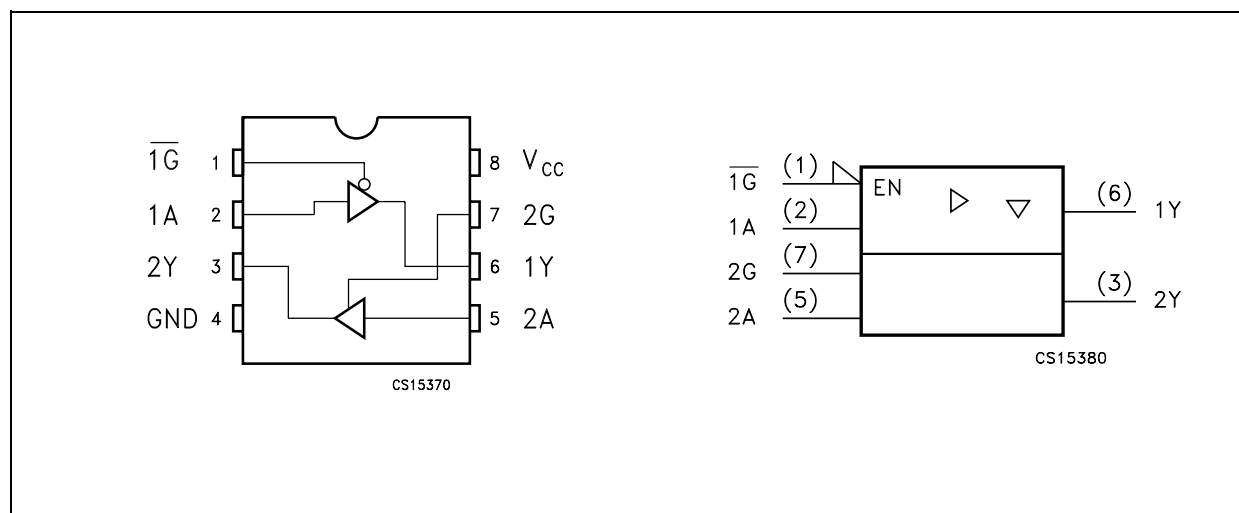 1G 1 8 VCC
1A 2 7 2G
2Y 3 6 1Y
GND 4 5 2A
CS15370
1G (1) EN
1A (2)
2G (7)
2A (5)
(6) 1Y
(3) 2Y
CS15380